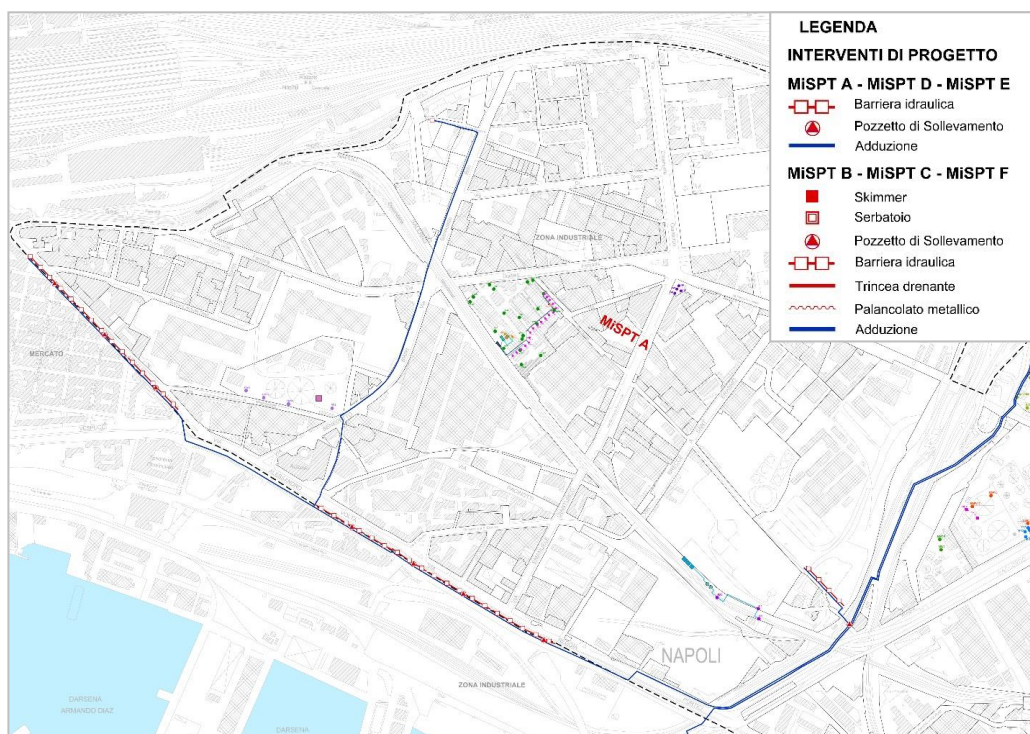 LEGENDA
INTERVENTI DI PROGETTO
MiSPT A - MiSPT D - MiSPT E
Barriera idraulica
Pozzetto di Sollevamento
Adduzione
MiSPT B - MiSPT C - MiSPT F
Skimmer
Serbatoio
Pozzetto di Sollevamento
Barriera idraulica
Trincea drenante
Palancolato metallico
Adduzione
ZONA INDUSTRIALE
MiSPT A
MERCATO
NAPOLI
ZONA INDUSTRIALE
DARSENA
ARMANDO DIAZ
DARSENA